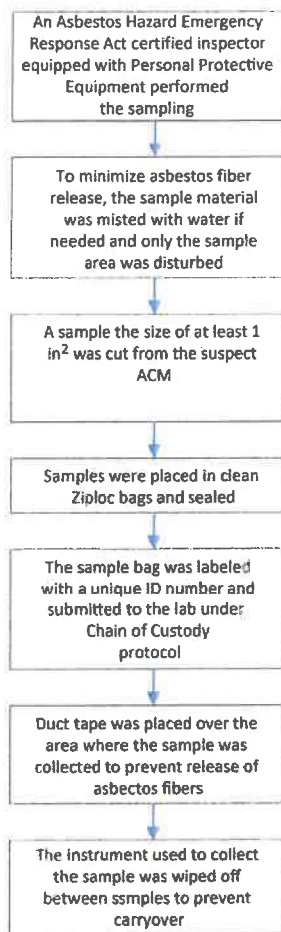 An Asbestos Hazard Emergency
Response Act certified inspector
equipped with Personal Protective
Equipment performed
the sampling
To minimize asbestos fiber
release, the sample material
was misted with water if
needed and only the sample
area was disturbed
A sample the size of at least 1
in² was cut from the suspect
ACM
Samples were placed in clean
Ziploc bags and sealed
The sample bag was labeled
with a unique ID number and
submitted to the lab under
Chain of Custody
protocol
Duct tape was placed over the
area where the sample was
collected to prevent release of
asbestos fibers
The instrument used to collect
the sample was wiped off
between ssmples to prevent
carryover